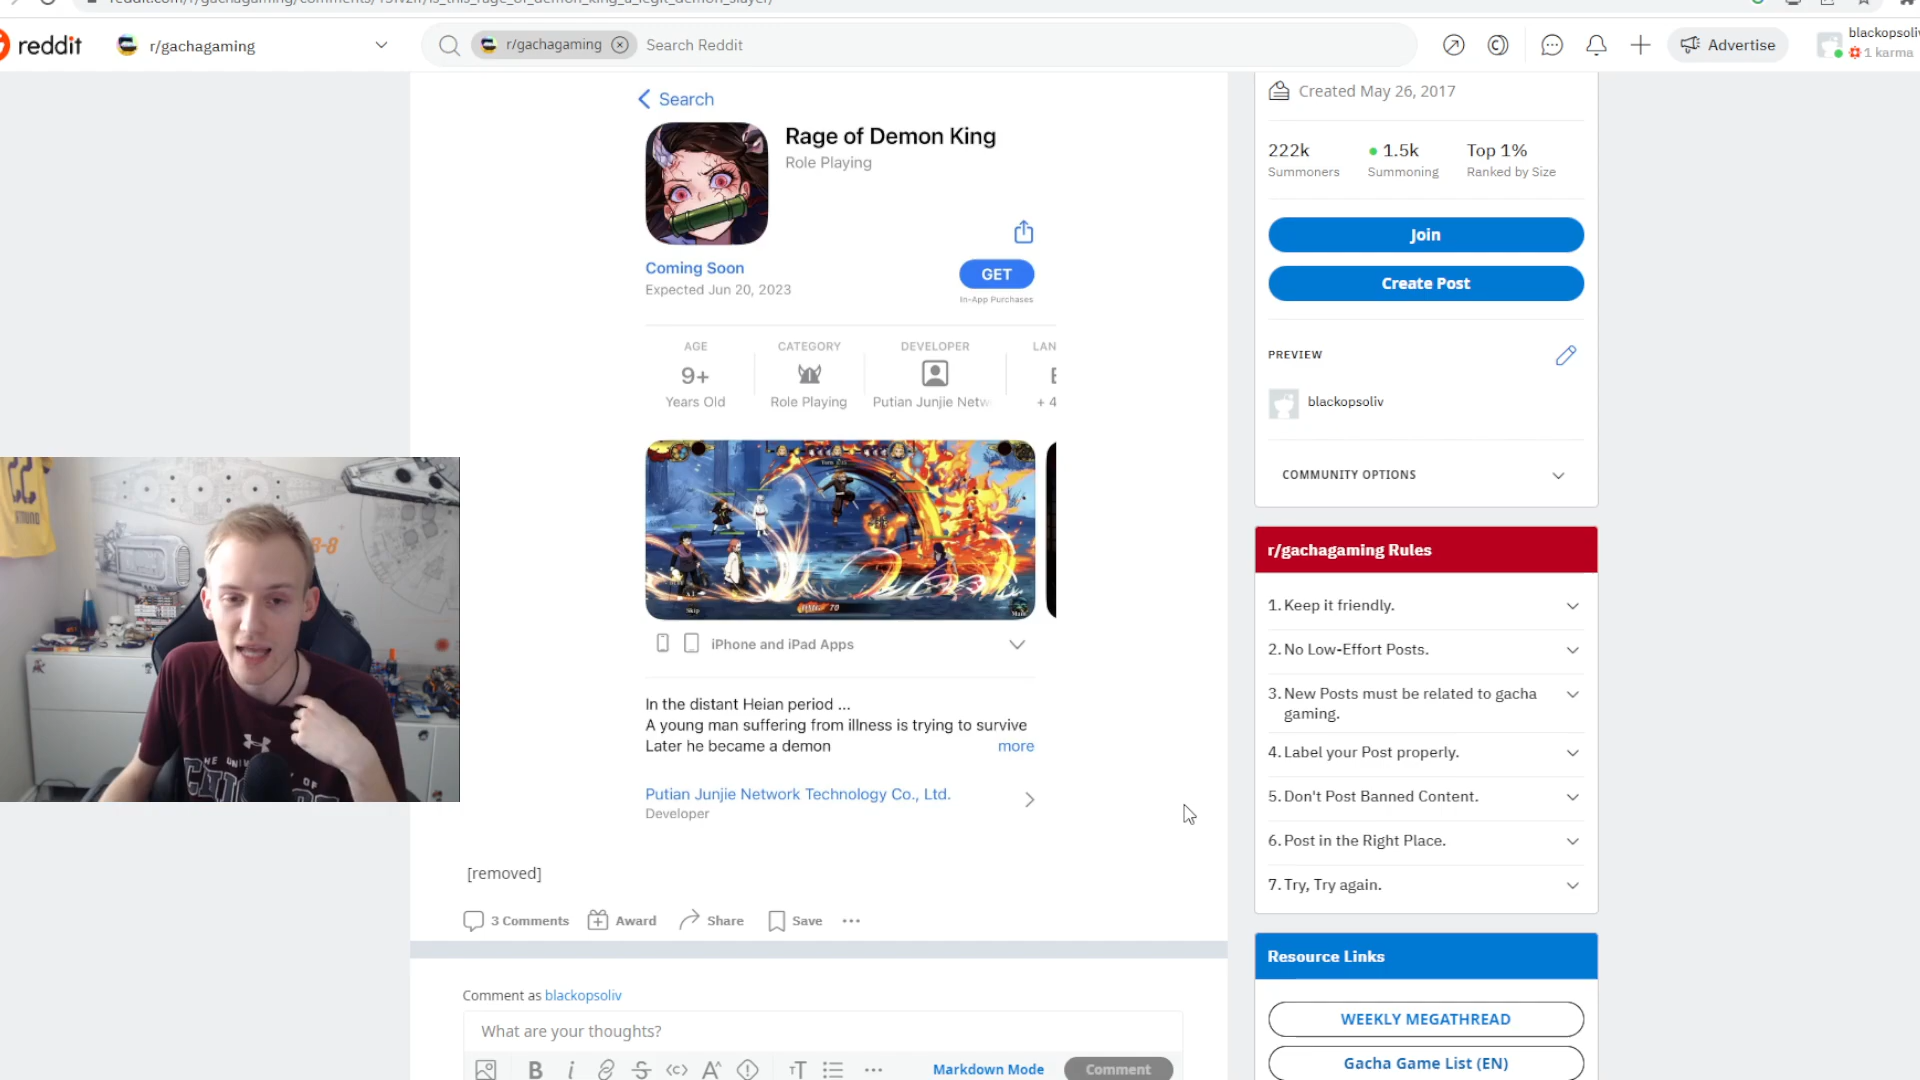 reddit
r/gachagaming
r/gachagaming
Search Reddit
Advertise
1 karma
Search
Rage of Demon King
Role Playing
Coming Soon
Expected Jun 20, 2023
GET
In-App Purchases
AGE
9+
Years Old
CATEGORY
Role Playing
DEVELOPER
Putian Junjie Netw
LAN
E
+ 4
Skip
70
iPhone and iPad Apps
In the distant Heian period ...
A young man suffering from illness is trying to survive
Later he became a demon
more
Putian Junjie Network Technology Co., Ltd.
Developer
[removed]
3 Comments
Award
Share
Save
Comment as blackopsoliv
What are your thoughts?
Markdown Mode
Comment
Created May 26, 2017
222k
Summoners
1.5k
Summoning
Top 1%
Ranked by Size
Join
Create Post
PREVIEW
blackopsoliv
COMMUNITY OPTIONS
r/gachagaming Rules
1. Keep it friendly.
2. No Low-Effort Posts.
3. New Posts must be related to gacha
gaming.
4. Label your Post properly.
5. Don't Post Banned Content.
6. Post in the Right Place.
7. Try, Try again.
Resource Links
WEEKLY MEGATHREAD
Gacha Game List (EN)